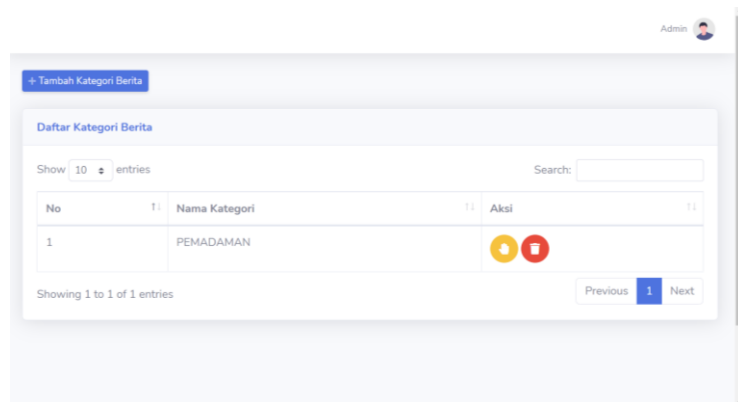 Admin
+ Tambah Kategori Berita
Daftar Kategori Berita
Show 10 entries
Search:
No Nama Kategori Aksi
1 PEMADAMAN
Showing 1 to 1 of 1 entries
Previous 1 Next